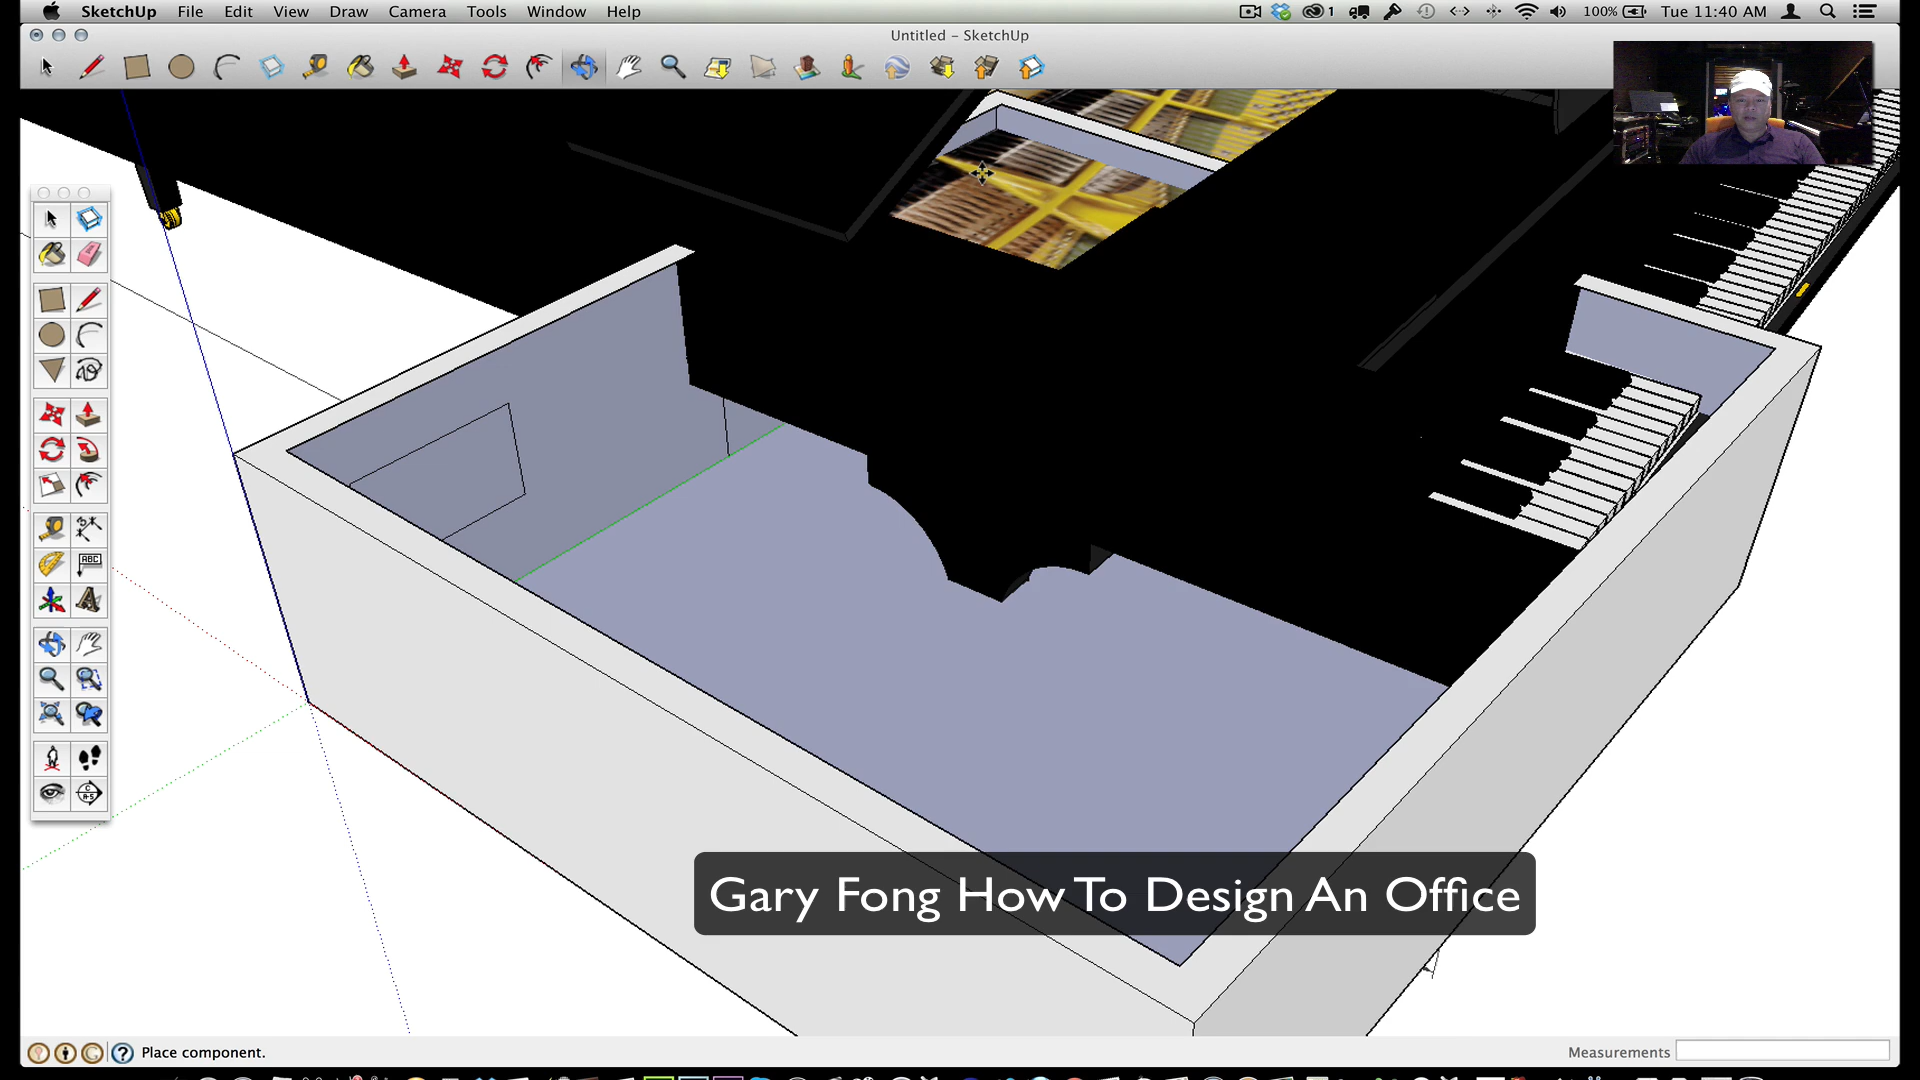 SketchUp File Edit View Draw Camera Tools Window Help 1 100% Tue 11:40 AM
Untitled – SketchUp
ABC
Gary Fong How To Design An Office
Place component.
Measurements